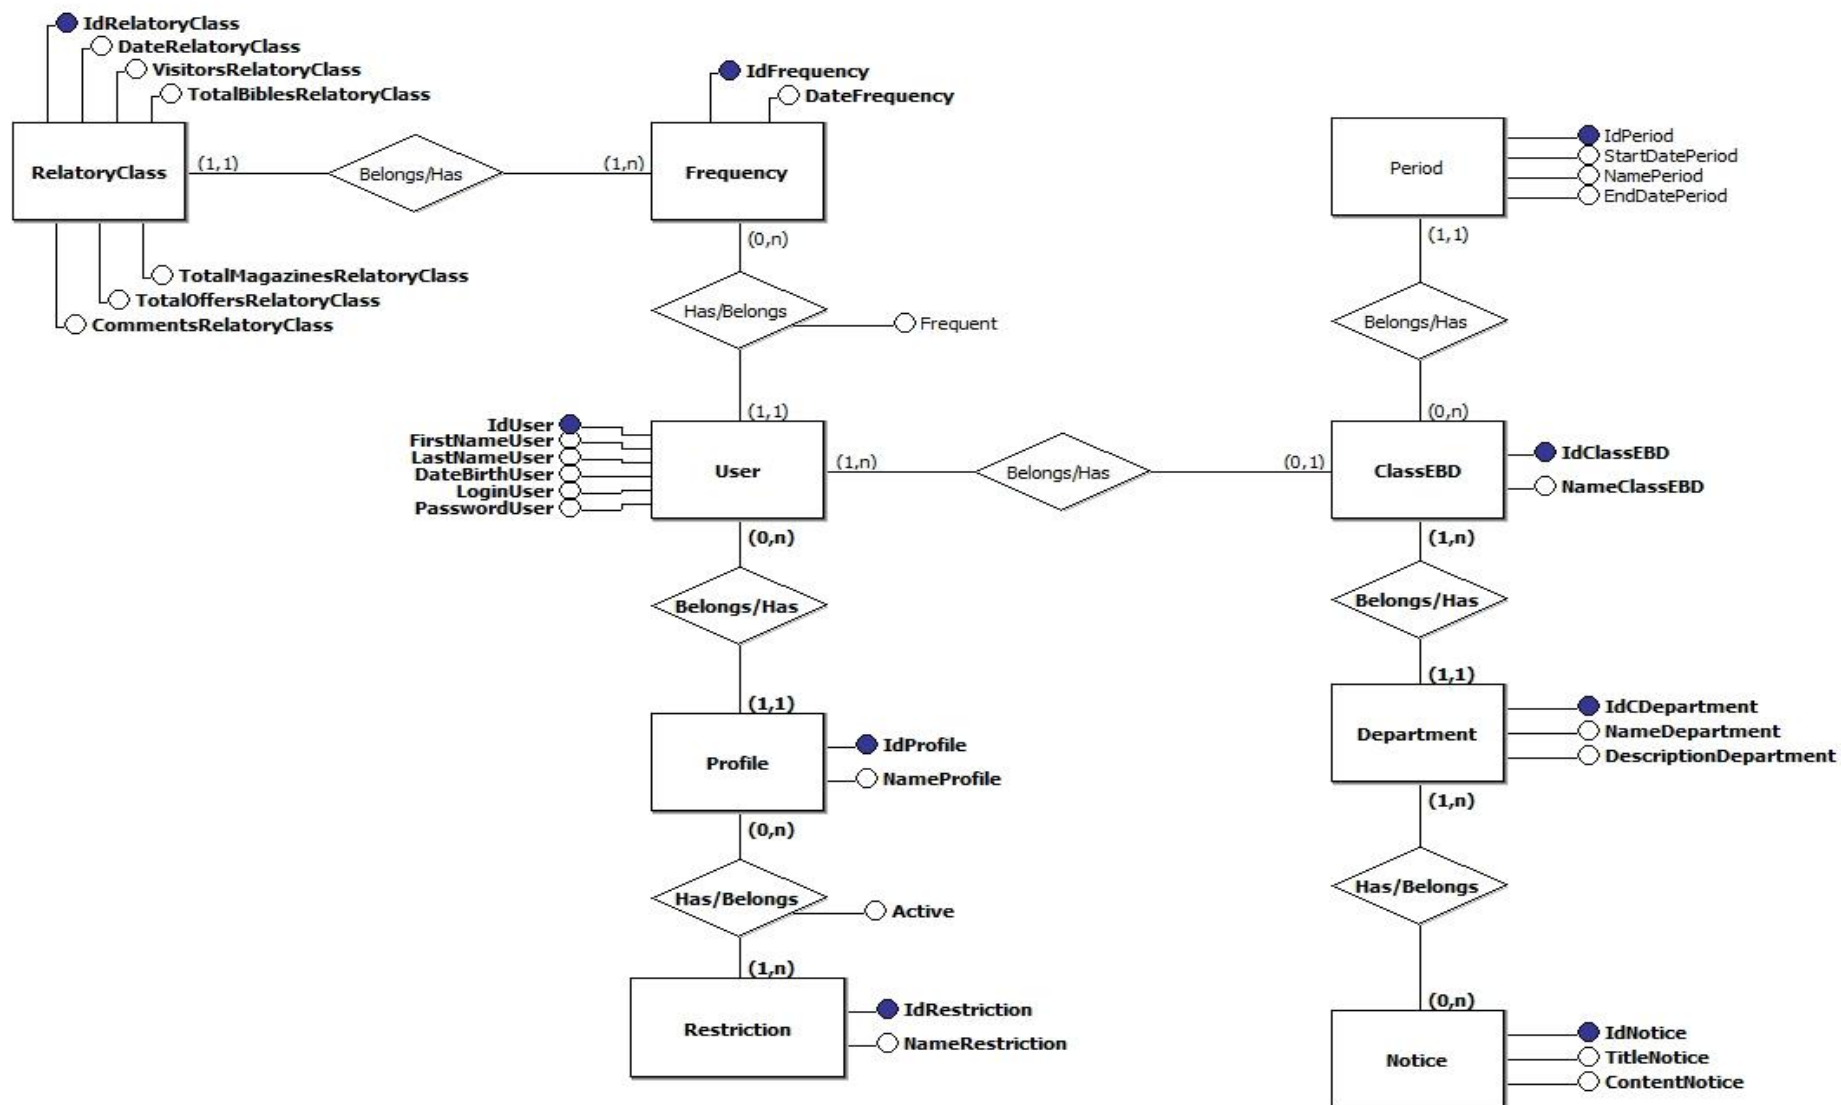 IdRelatoryClass
DateRelatoryClass
VisitorsRelatoryClass
TotalBiblesRelatoryClass
RelatoryClass
(1,1)
Belongs/Has
(1,n)
IdFrequency
DateFrequency
Frequency
TotalMagazinesRelatoryClass
TotalOffersRelatoryClass
CommentsRelatoryClass
(0,n)
Has/Belongs
Frequent
(1,1)
Period
IdPeriod
StartDatePeriod
NamePeriod
EndDatePeriod
(1,1)
Belongs/Has
(0,n)
IdUser
FirstNameUser
LastNameUser
DateBirthUser
LoginUser
PasswordUser
User
(1,n)
Belongs/Has
(0,1)
ClassEBD
IdClassEBD
NameClassEBD
(0,n)
Belongs/Has
(1,1)
Profile
IdProfile
NameProfile
(0,n)
Has/Belongs
Active
(1,n)
Restriction
IdRestriction
NameRestriction
(1,n)
Belongs/Has
(1,1)
Department
IdCDepartment
NameDepartment
DescriptionDepartment
(1,n)
Has/Belongs
(0,n)
Notice
IdNotice
TitleNotice
ContentNotice